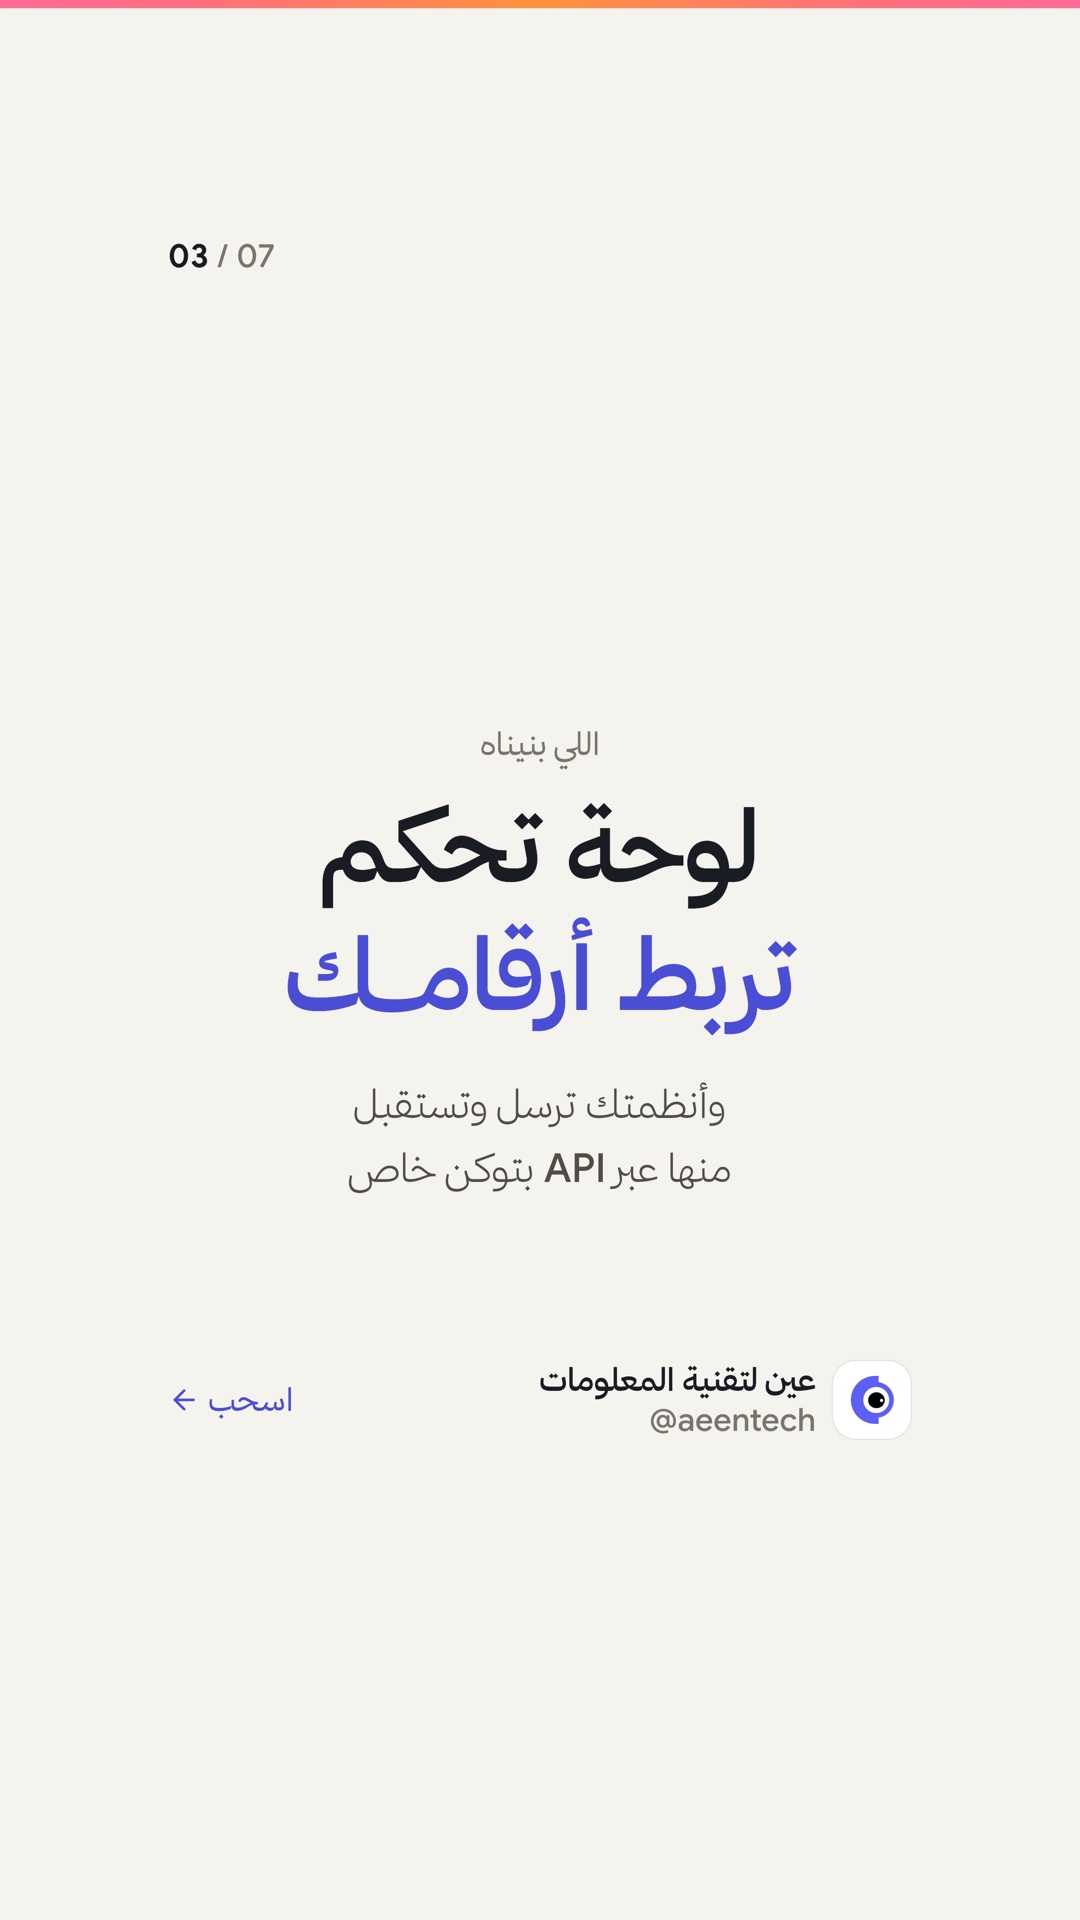 03 / 07
اللي بنيناه
لوحة تحكم
تربط أرقامـك
وأنظمتك ترسل وتستقبل
منها عبر API بتوكن خاص
عين لتقنية المعلومات
@aeentech
اسحب ←